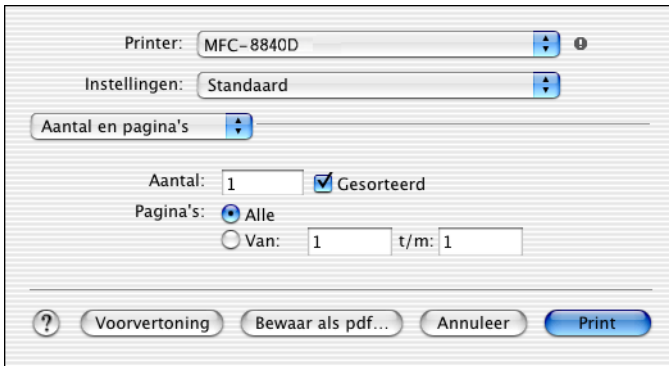 Printer: MFC-8840D
Instellingen: Standaard
Aantal en pagina's
Aantal: 1 Gesorteerd
Pagina's: Alle
Van: 1 t/m: 1
? Voorvertoning Bewaar als pdf... Annuleer Print